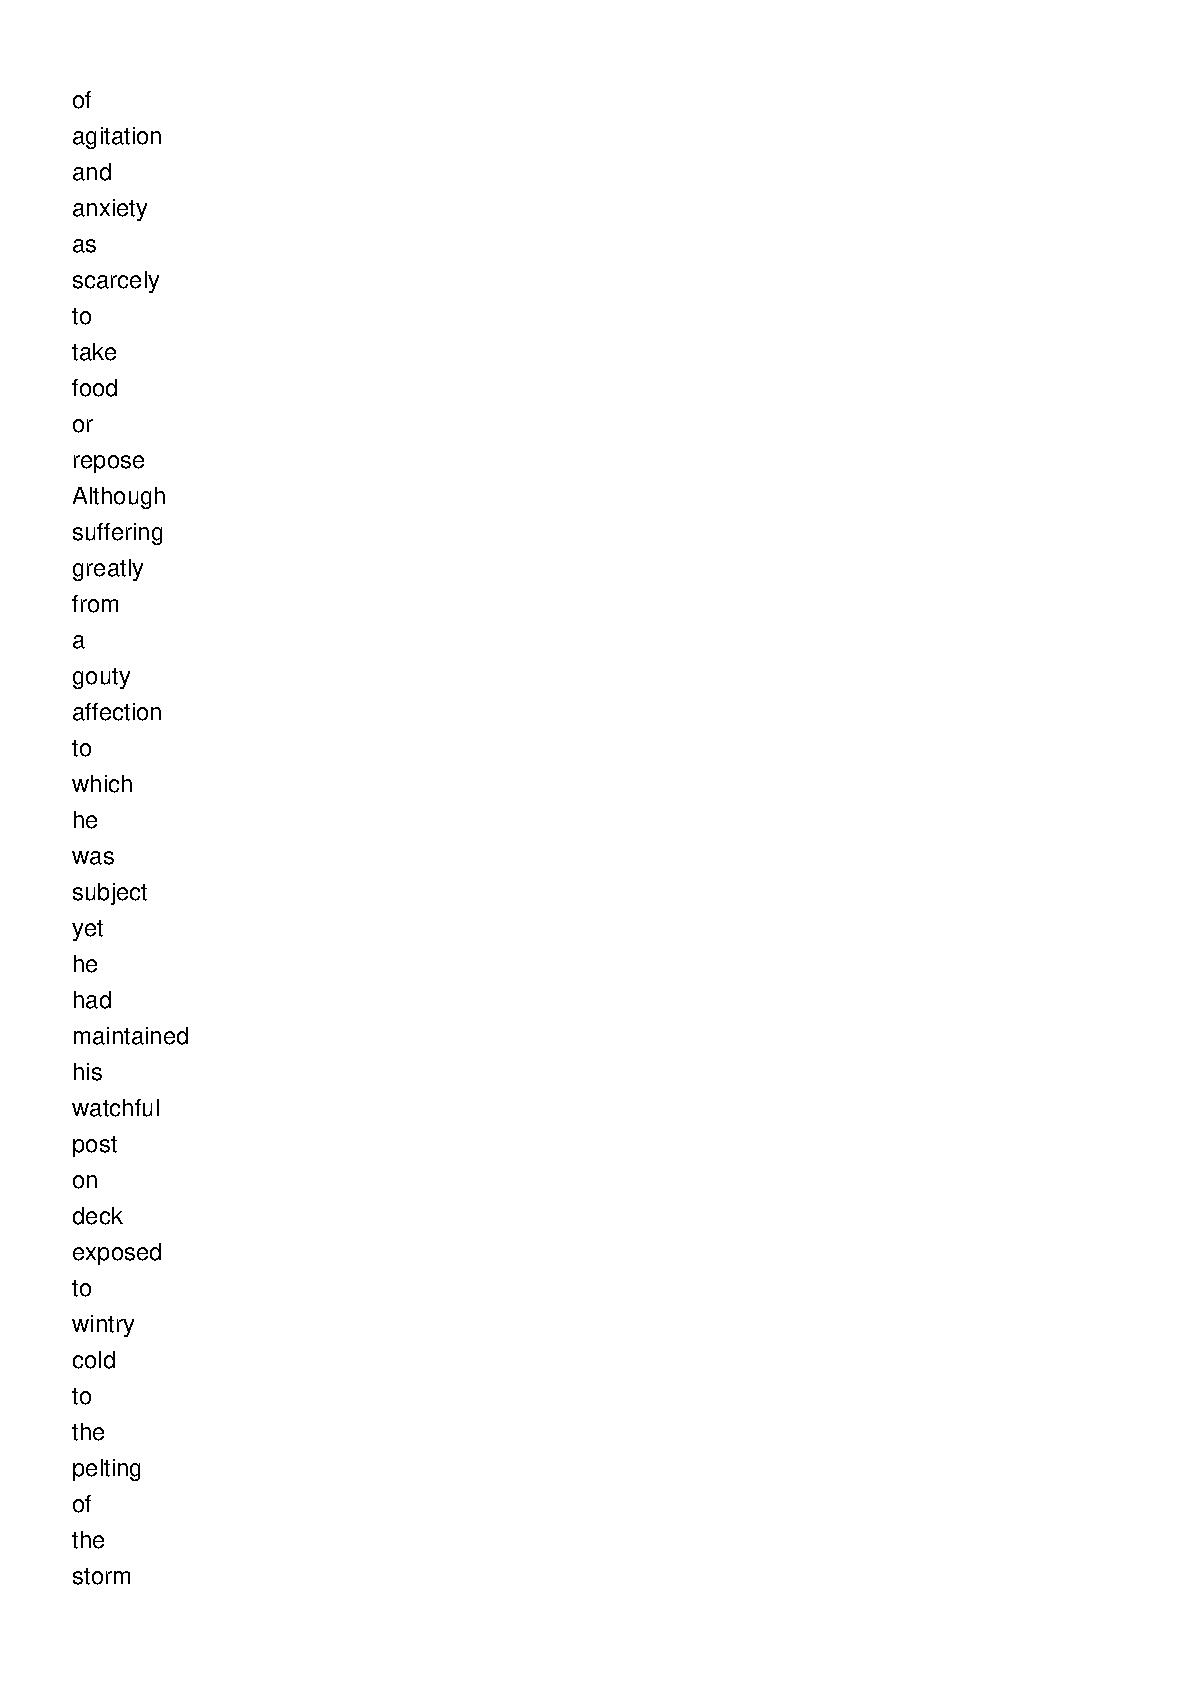 of
agitation
and
anxiety
as
scarcely
to
take
food
or
repose
Although
suffering
greatly
from
a
gouty
affection
to
which
he
was
subject
yet
he
had
maintained
his
watchful
post
on
deck
exposed
to
wintry
cold
to
the
pelting
of
the
storm